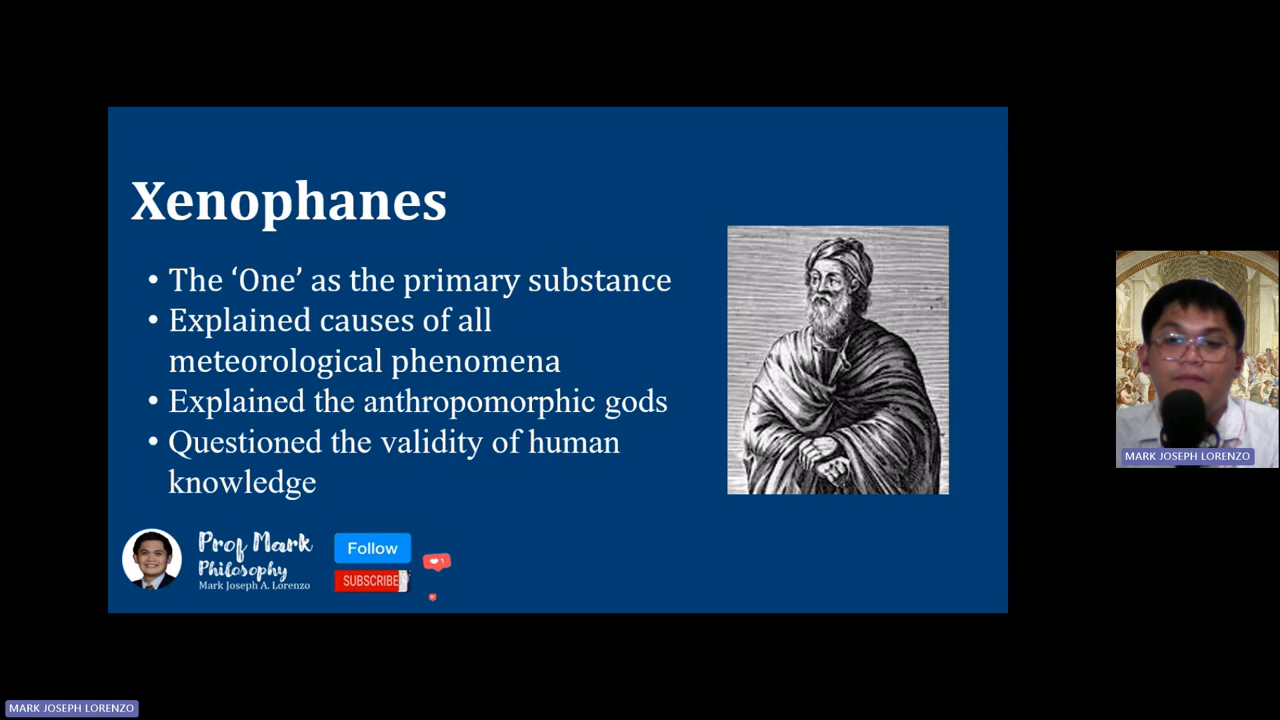 Xenophanes
• The ‘One’ as the primary substance
• Explained causes of all
meteorological phenomena
• Explained the anthropomorphic gods
• Questioned the validity of human
knowledge
Prof Mark
Philosophy
Mark Joseph A. Lorenzo
Follow
SUBSCRIBE
1
MARK JOSEPH LORENZO
MARK JOSEPH LORENZO